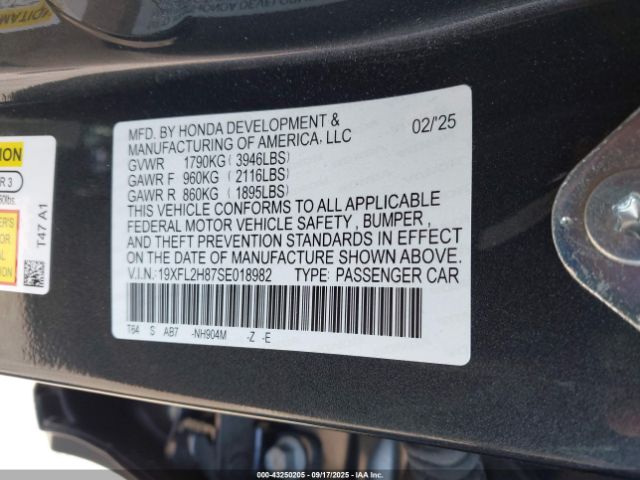 MFD. BY HONDA DEVELOPMENT & 02/'25
MANUFACTURING OF AMERICA, LLC
GVWR 1790KG ( 3946LBS)
GAWR F 960KG ( 2116LBS)
GAWR R 860KG ( 1895LBS)
THIS VEHICLE CONFORMS TO ALL APPLICABLE
FEDERAL MOTOR VEHICLE SAFETY , BUMPER ,
AND THEFT PREVENTION STANDARDS IN EFFECT
ON THE DATE OF MANUFACTURE SHOWN ABOVE.
V.I.N.: 19XFL2H87SE018982 TYPE: PASSENGER CAR
T64 S AB7 -NH904M -Z -E
T47 A1
R 3
000-43250205 - 09/17/2025 - IAAI.COM